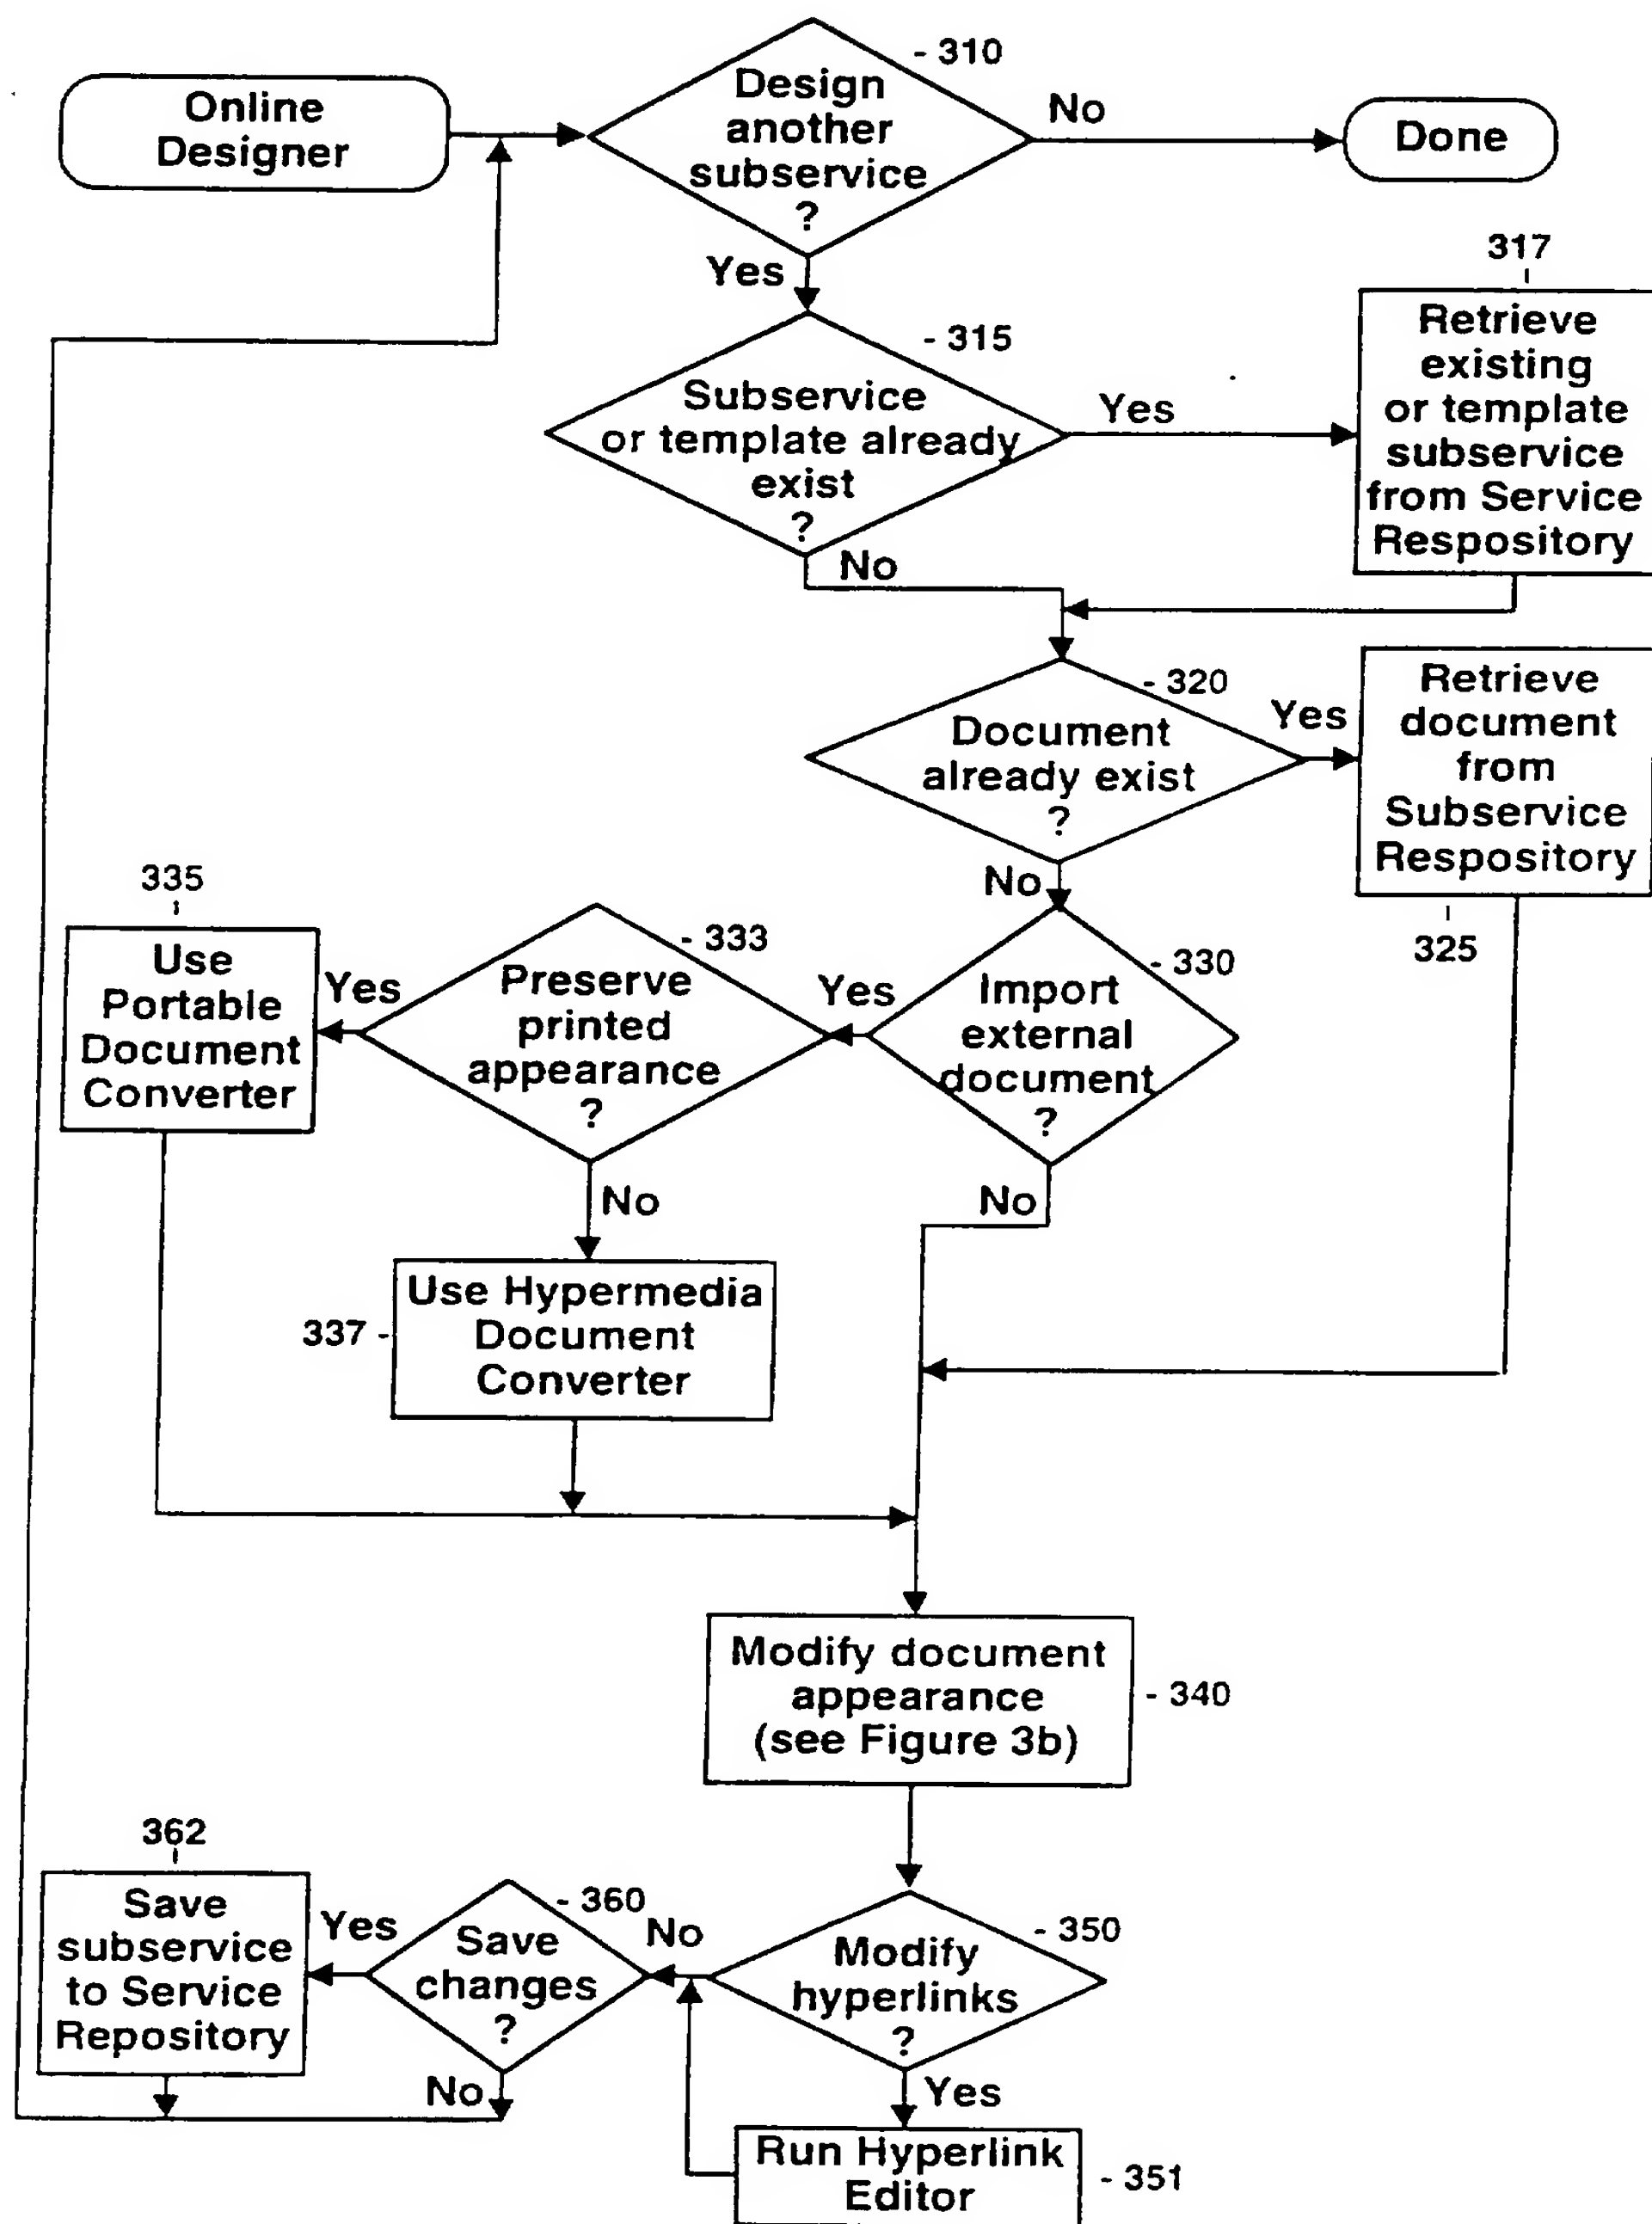 Online
Designer
Design
another
subservice
?
- 310
No
Done
Yes
317
Retrieve
existing
or template
subservice
from Service
Respository
- 315
Subservice
or template already
exist
?
Yes
No
- 320
Document
already exist
?
Yes
Retrieve
document
from
Subservice
Respository
325
No
- 330
Import
external
document
?
Yes
No
- 333
Preserve
printed
appearance
?
Yes
No
335
Use
Portable
Document
Converter
337 -
Use Hypermedia
Document
Converter
Modify document
appearance
(see Figure 3b)
- 340
- 350
Modify
hyperlinks
?
No
Yes
Run Hyperlink
Editor
- 351
- 360
Save
changes
?
Yes
No
362
Save
subservice
to Service
Repository